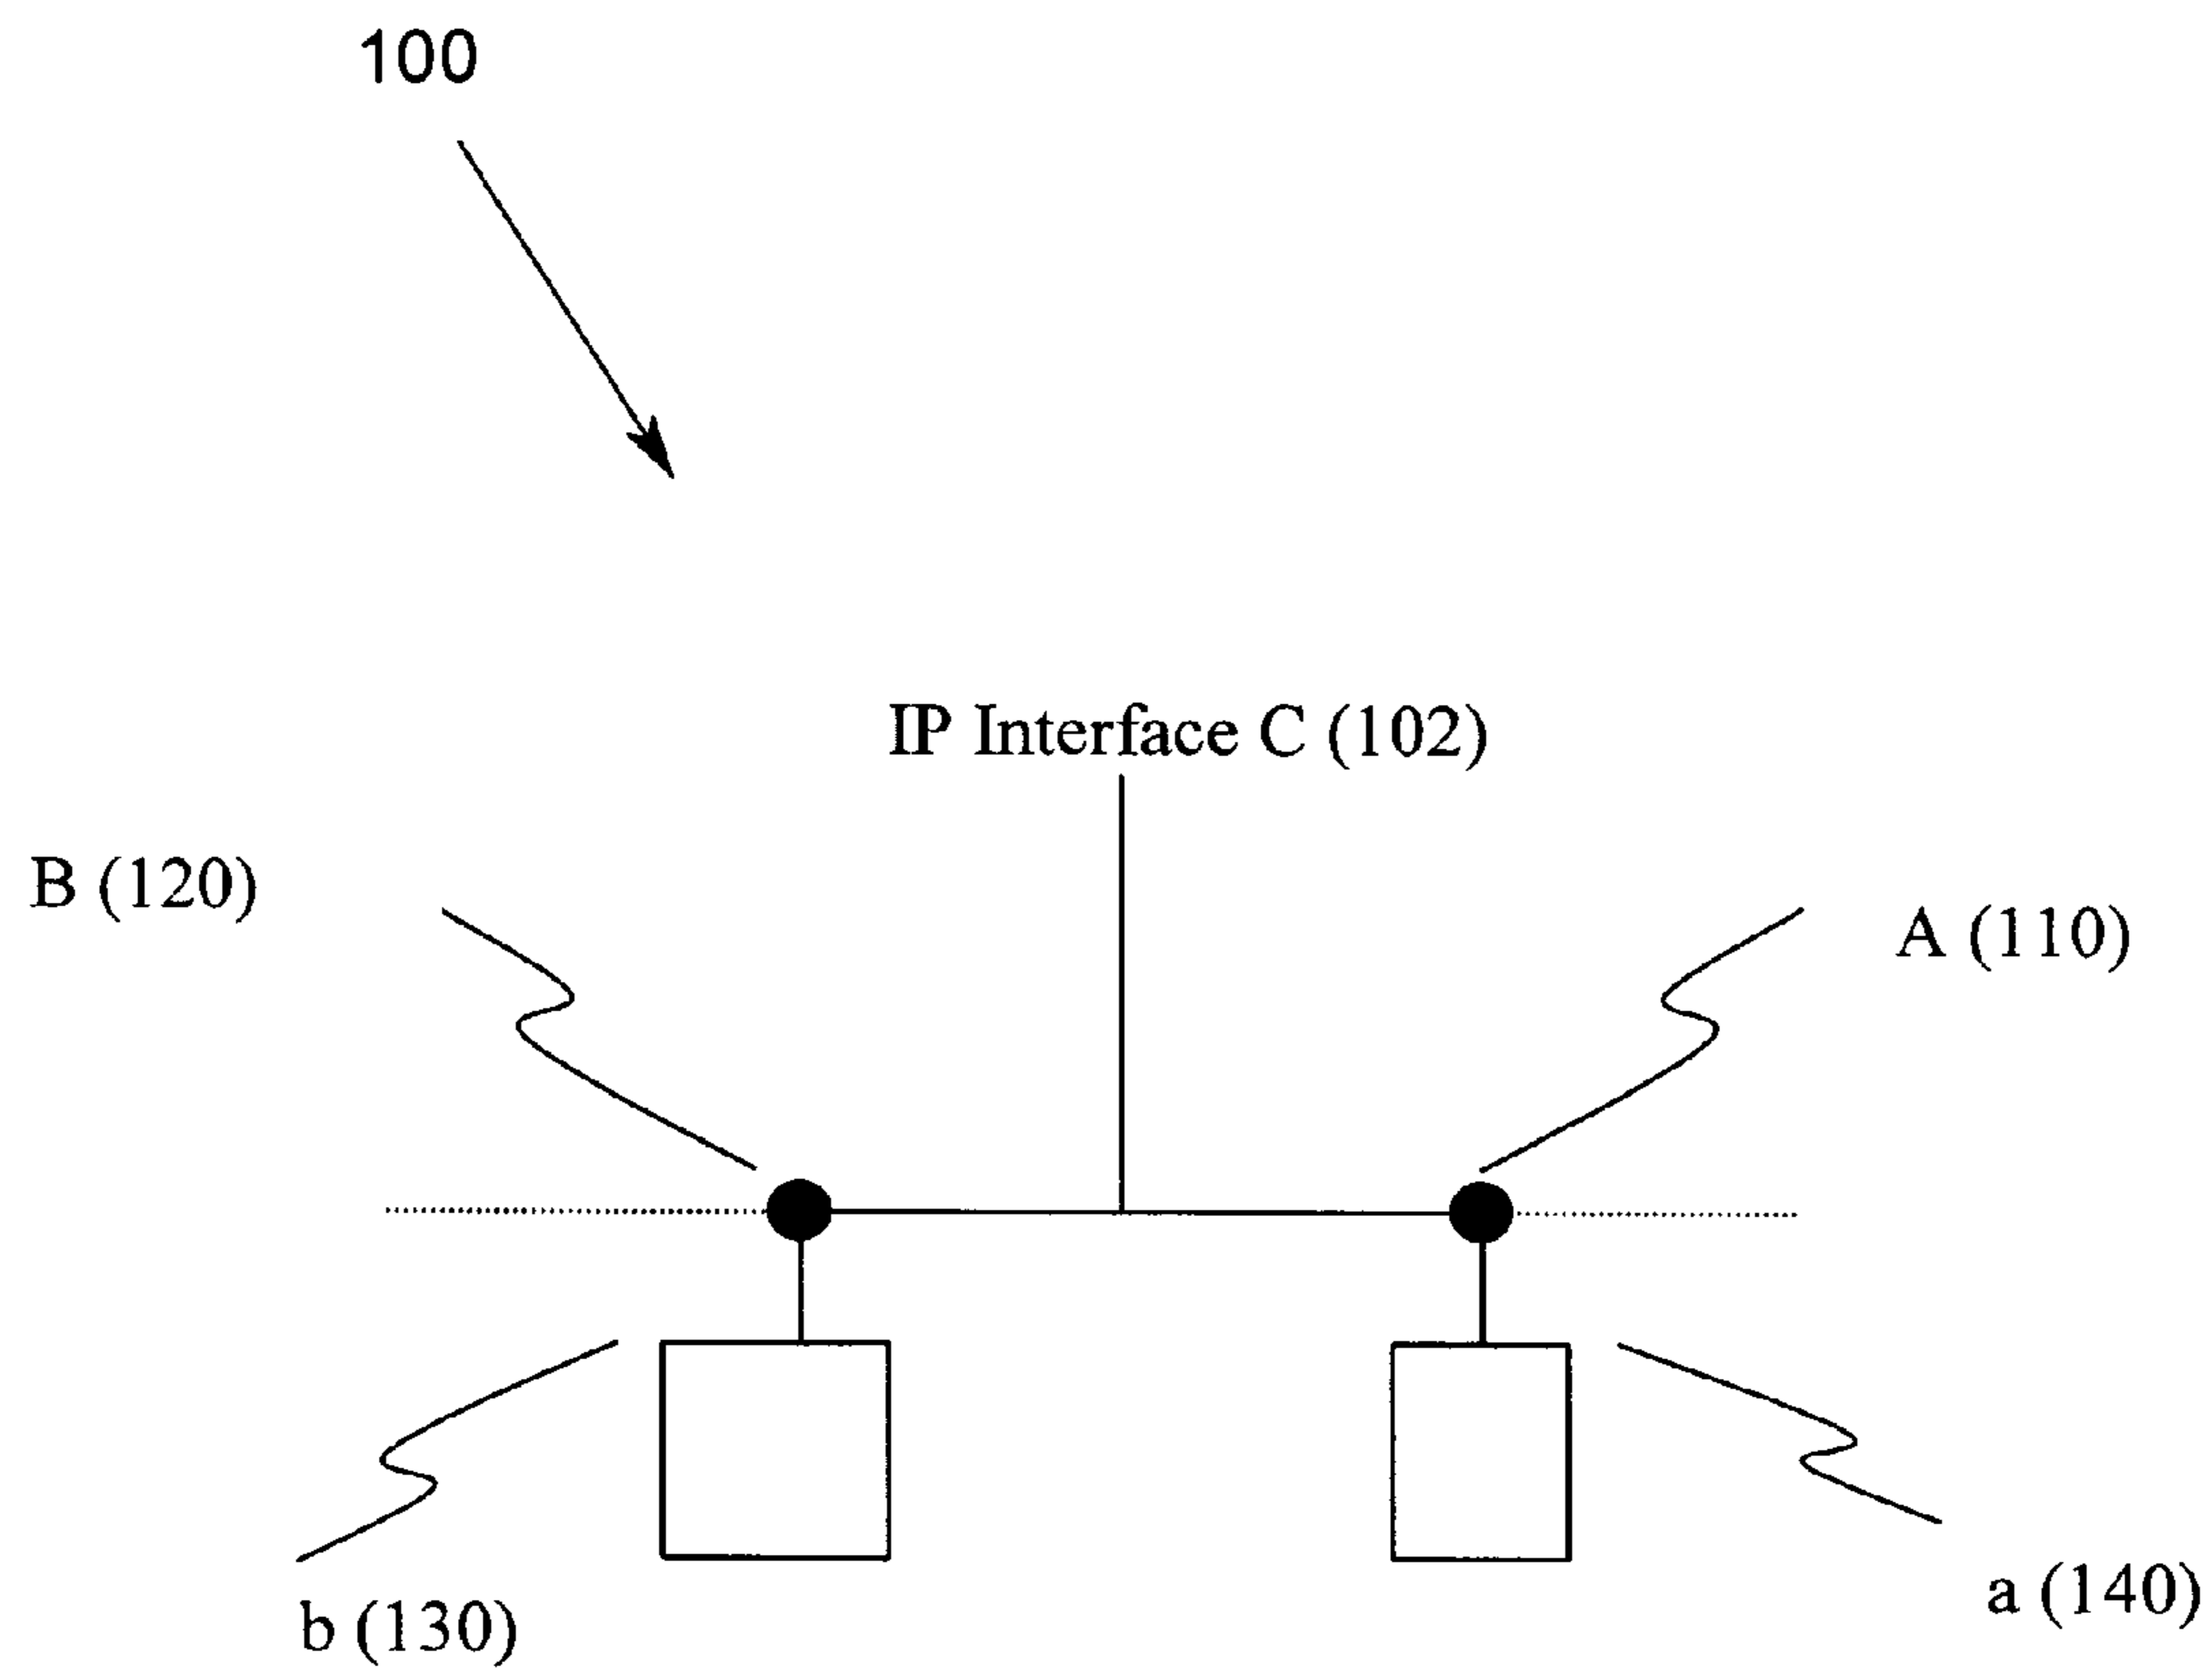 100
IP Interface C (102)
B (120)
A (110)
a (140)
b (130)